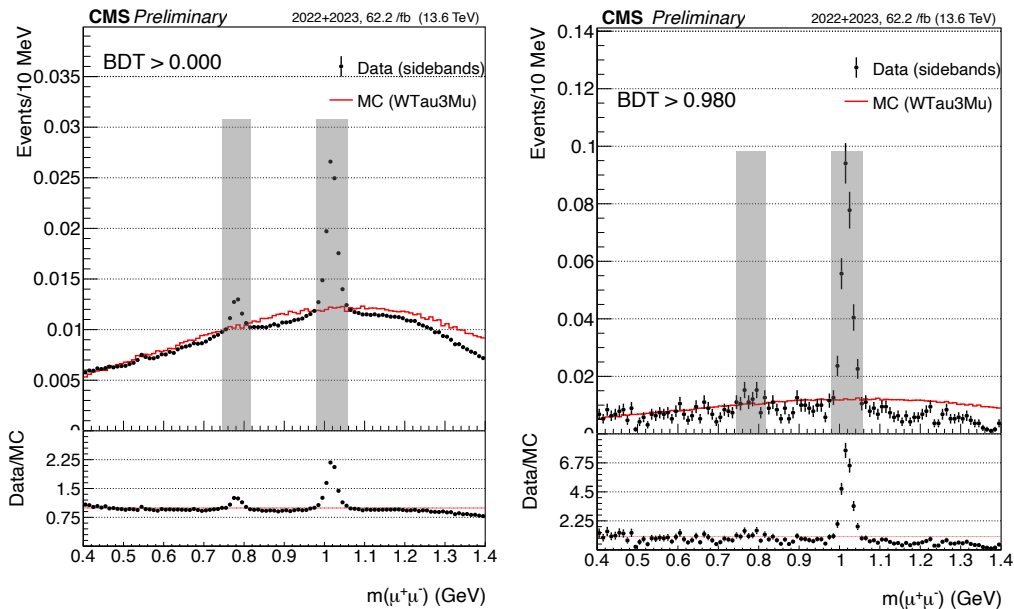 CMS Preliminary
2022+2023, 62.2 /fb (13.6 TeV)
Events/10 MeV
0.035
0.03
0.025
0.02
0.015
0.01
0.005
0
BDT > 0.000
Data (sidebands)
MC (WTau3Mu)
Data/MC
2.25
1.5
0.75
0.4 0.5 0.6 0.7 0.8 0.9 1 1.1 1.2 1.3 1.4
m(μ⁺μ⁻) (GeV)
CMS Preliminary
2022+2023, 62.2 /fb (13.6 TeV)
Events/10 MeV
0.14
0.12
0.1
0.08
0.06
0.04
0.02
0
BDT > 0.980
Data (sidebands)
MC (WTau3Mu)
Data/MC
6.75
4.5
2.25
0.4 0.5 0.6 0.7 0.8 0.9 1 1.1 1.2 1.3 1.4
m(μ⁺μ⁻) (GeV)